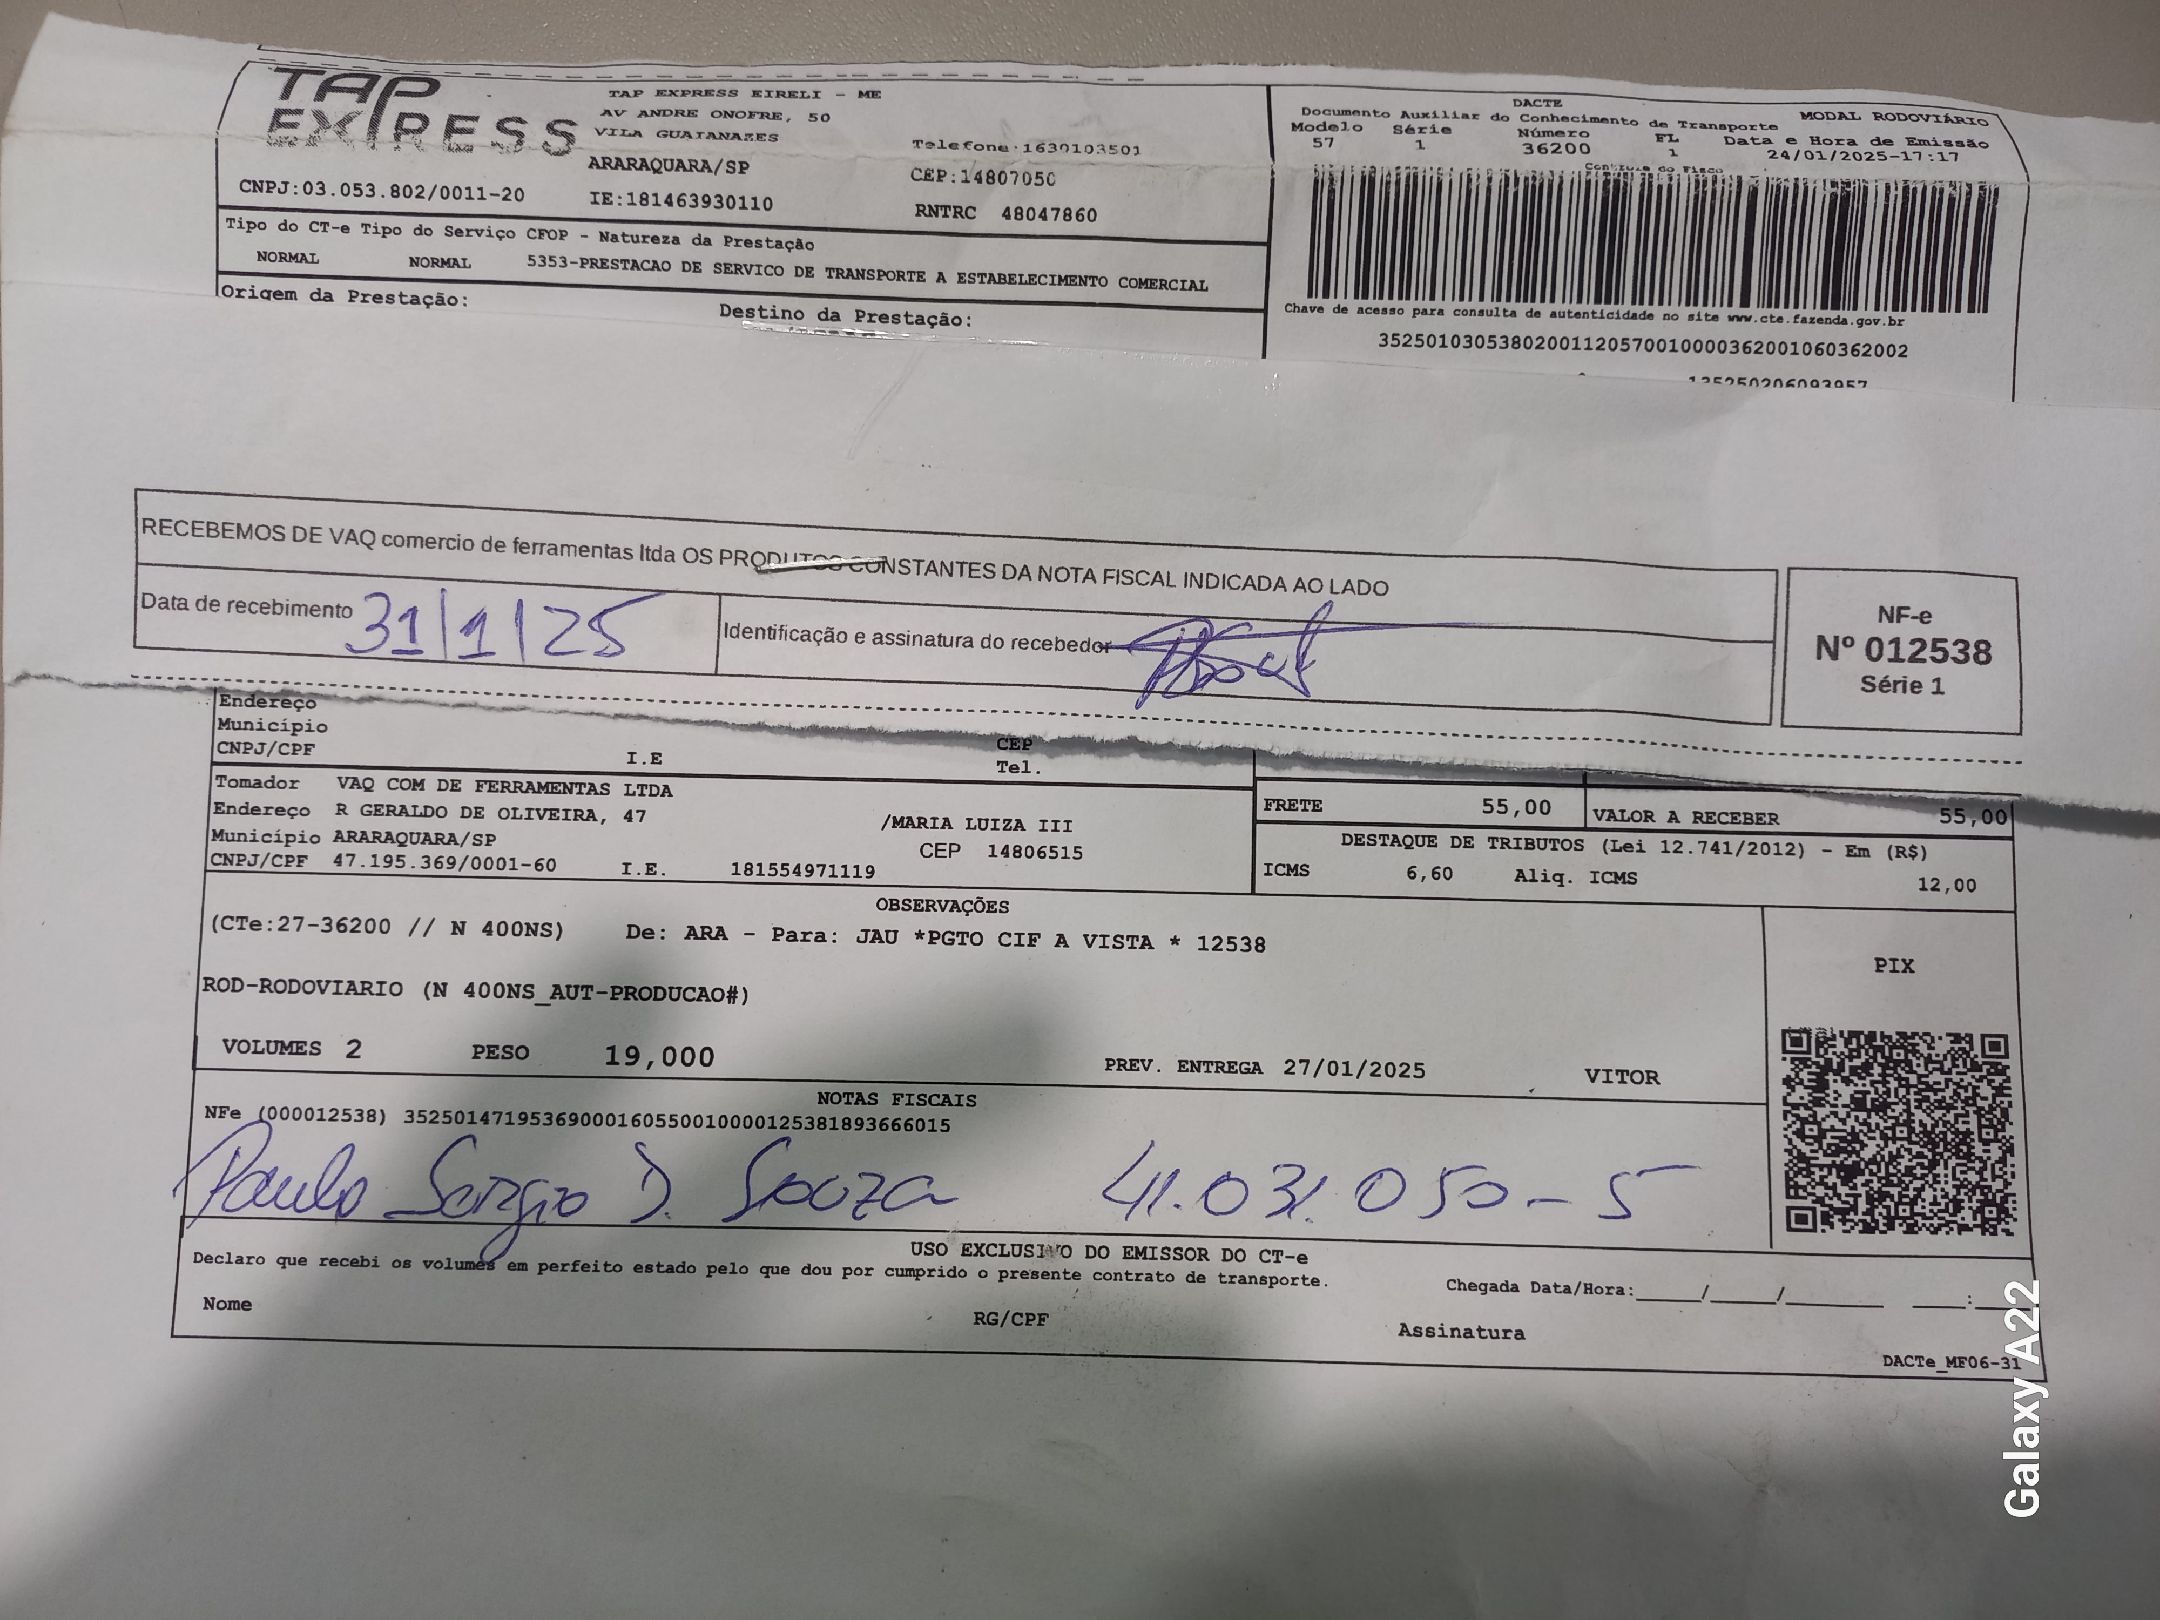 TAP EXPRESS
TAP EXPRESS EIRELI - ME
AV ANDRE ONOFRE, 50
VILA GUAIANAZES
Telefone:1630103501
ARARAQUARA/SP
CEP:14807050
CNPJ:03.053.802/0011-20
IE:181463930110
RNTRC 48047860
DACTE
MODAL RODOVIÁRIO
Documento Auxiliar do Conhecimento de Transporte
Modelo Série Número FL Data e Hora de Emissão
57 1 36200 1 24/01/2025-17:17
Controle do Fisco
Tipo do CT-e Tipo do Serviço CFOP - Natureza da Prestação
NORMAL NORMAL 5353-PRESTACAO DE SERVICO DE TRANSPORTE A ESTABELECIMENTO COMERCIAL
Origem da Prestação: Destino da Prestação:
Chave de acesso para consulta de autenticidade no site www.cte.fazenda.gov.br
35250103053802001120570010000362001060362002
135250206093957
RECEBEMOS DE VAQ comercio de ferramentas ltda OS PRODUTOS CONSTANTES DA NOTA FISCAL INDICADA AO LADO
Data de recebimento 31/1/25
Identificação e assinatura do recebedor
NF-e
Nº 012538
Série 1
Endereço
Município
CEP
CNPJ/CPF I.E Tel.
Tomador VAQ COM DE FERRAMENTAS LTDA
Endereço R GERALDO DE OLIVEIRA, 47 /MARIA LUIZA III
Município ARARAQUARA/SP CEP 14806515
CNPJ/CPF 47.195.369/0001-60 I.E. 181554971119
FRETE 55,00 VALOR A RECEBER 55,00
DESTAQUE DE TRIBUTOS (Lei 12.741/2012) - Em (R$)
ICMS 6,60 Aliq. ICMS 12,00
OBSERVAÇÕES
(CTe:27-36200 // N 400NS) De: ARA - Para: JAU *PGTO CIF A VISTA * 12538
ROD-RODOVIARIO (N 400NS_AUT-PRODUCAO#)
PIX
VOLUMES 2 PESO 19,000 PREV. ENTREGA 27/01/2025 VITOR
NOTAS FISCAIS
NFe (000012538) 35250147195369000160550010000125381893666015
Paulo Sergio D. Souza 41.031.050-5
USO EXCLUSIVO DO EMISSOR DO CT-e
Declaro que recebi os volumes em perfeito estado pelo que dou por cumprido o presente contrato de transporte.
Chegada Data/Hora:_____/_____/_______ ____:____
Nome RG/CPF Assinatura
DACTe_MF06-31
Galaxy A22